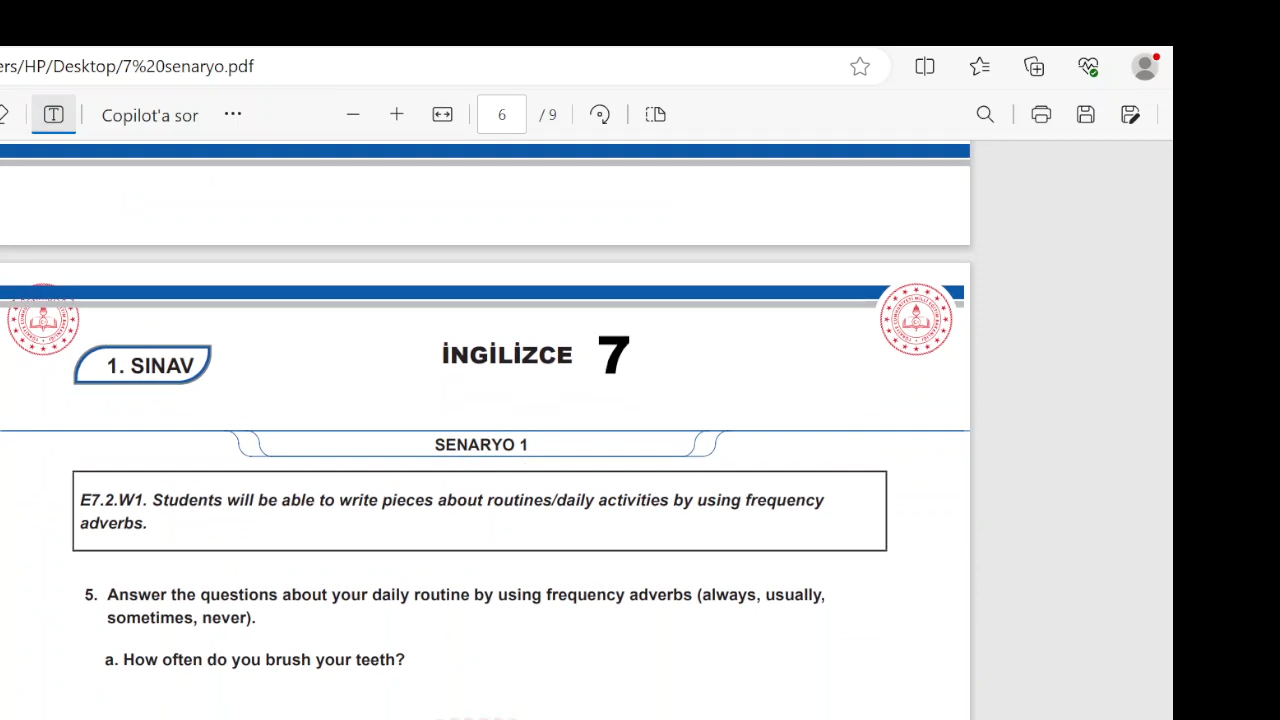 ers/HP/Desktop/7%20senaryo.pdf
Copilot'a sor
6 / 9
1. SINAV
İNGİLİZCE 7
SENARYO 1
E7.2.W1. Students will be able to write pieces about routines/daily activities by using frequency
adverbs.
5. Answer the questions about your daily routine by using frequency adverbs (always, usually,
sometimes, never).
a. How often do you brush your teeth?